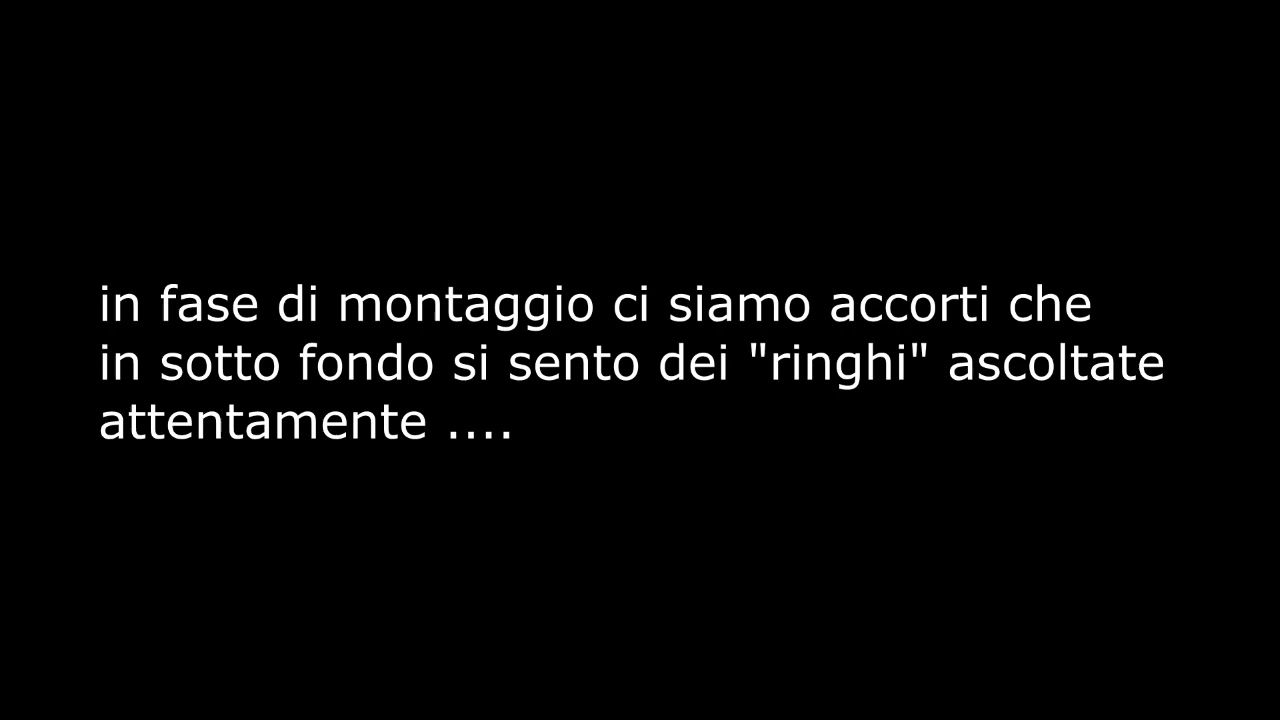 in fase di montaggio ci siamo accorti che
in sotto fondo si sento dei "ringhi" ascoltate
attentamente ....